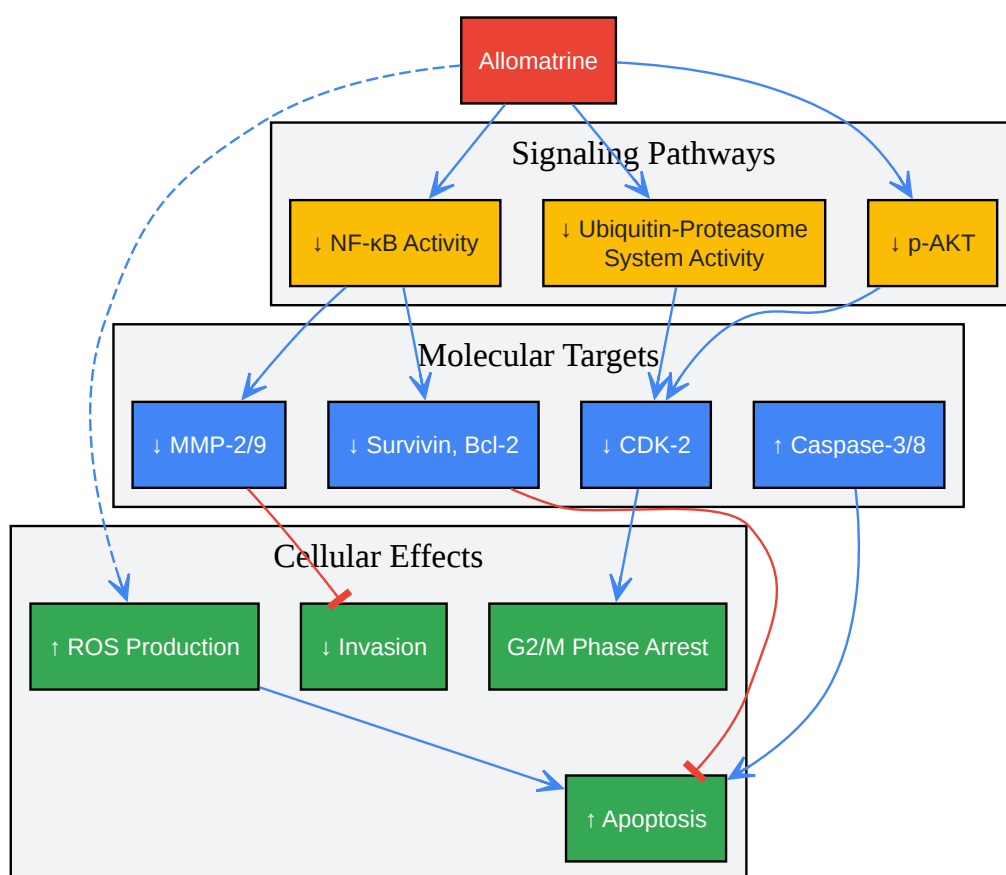 Allomatrine
Signaling Pathways
↓ NF-κB Activity
↓ Ubiquitin-Proteasome
System Activity
↓ p-AKT
Molecular Targets
↓ MMP-2/9
↓ Survivin, Bcl-2
↓ CDK-2
↑ Caspase-3/8
Cellular Effects
↑ ROS Production
↓ Invasion
G2/M Phase Arrest
↑ Apoptosis